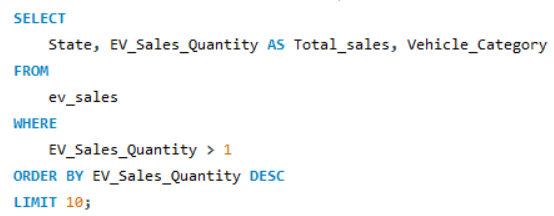 SELECT
State, EV_Sales_Quantity AS Total_sales, Vehicle_Category
FROM
ev_sales
WHERE
EV_Sales_Quantity > 1
ORDER BY EV_Sales_Quantity DESC
LIMIT 10;